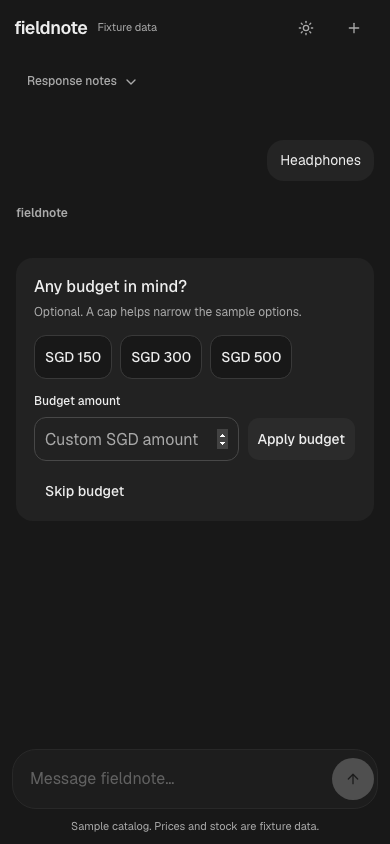 fieldnote Fixture data
Response notes
Headphones
fieldnote
Any budget in mind?
Optional. A cap helps narrow the sample options.
SGD 150 SGD 300 SGD 500
Budget amount
Custom SGD amount Apply budget
Skip budget
Message fieldnote...
Sample catalog. Prices and stock are fixture data.